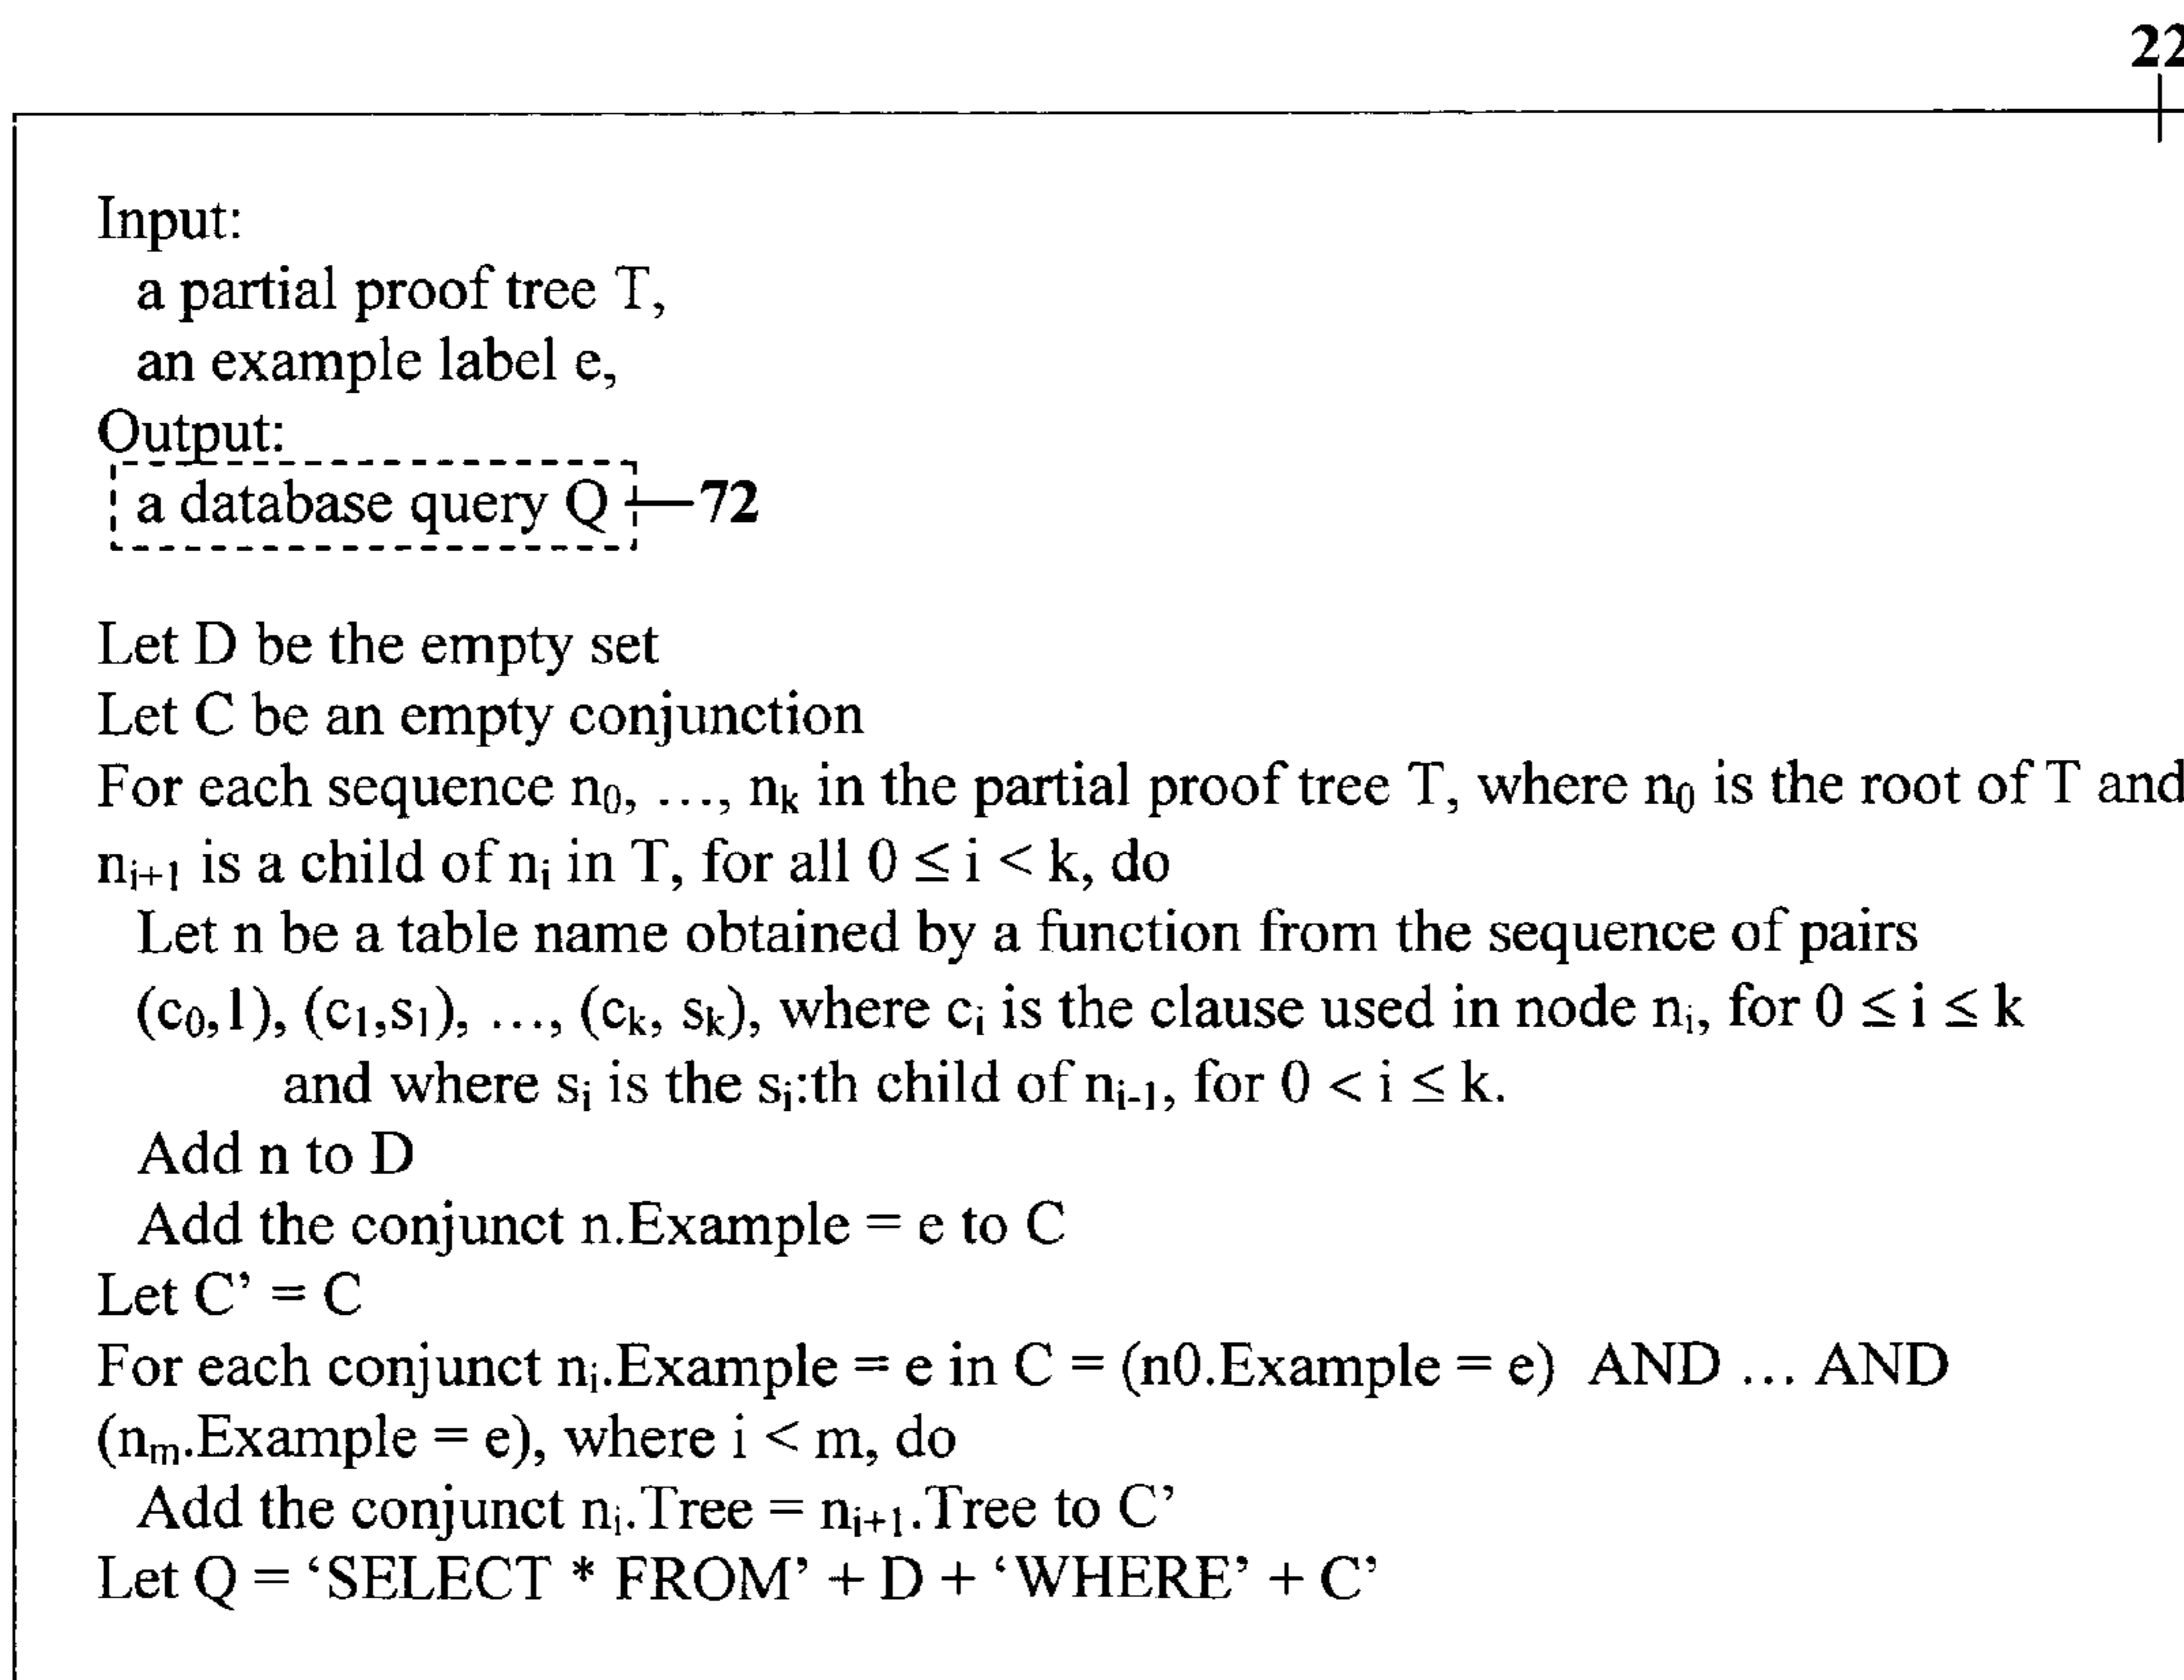 22
Input:
a partial proof tree T,
an example label e,
Output:
a database query Q —72
Let D be the empty set
Let C be an empty conjunction
For each sequence n₀, …, nₖ in the partial proof tree T, where n₀ is the root of T and
nᵢ₊₁ is a child of nᵢ in T, for all 0 ≤ i < k, do
Let n be a table name obtained by a function from the sequence of pairs
(c₀,1), (c₁,s₁), …, (cₖ, sₖ), where cᵢ is the clause used in node nᵢ, for 0 ≤ i ≤ k
and where sᵢ is the sᵢ:th child of nᵢ₋₁, for 0 < i ≤ k.
Add n to D
Add the conjunct n.Example = e to C
Let C’ = C
For each conjunct nᵢ.Example = e in C = (n0.Example = e) AND … AND
(nₘ.Example = e), where i < m, do
Add the conjunct nᵢ.Tree = nᵢ₊₁.Tree to C’
Let Q = ‘SELECT * FROM’ + D + ‘WHERE’ + C’